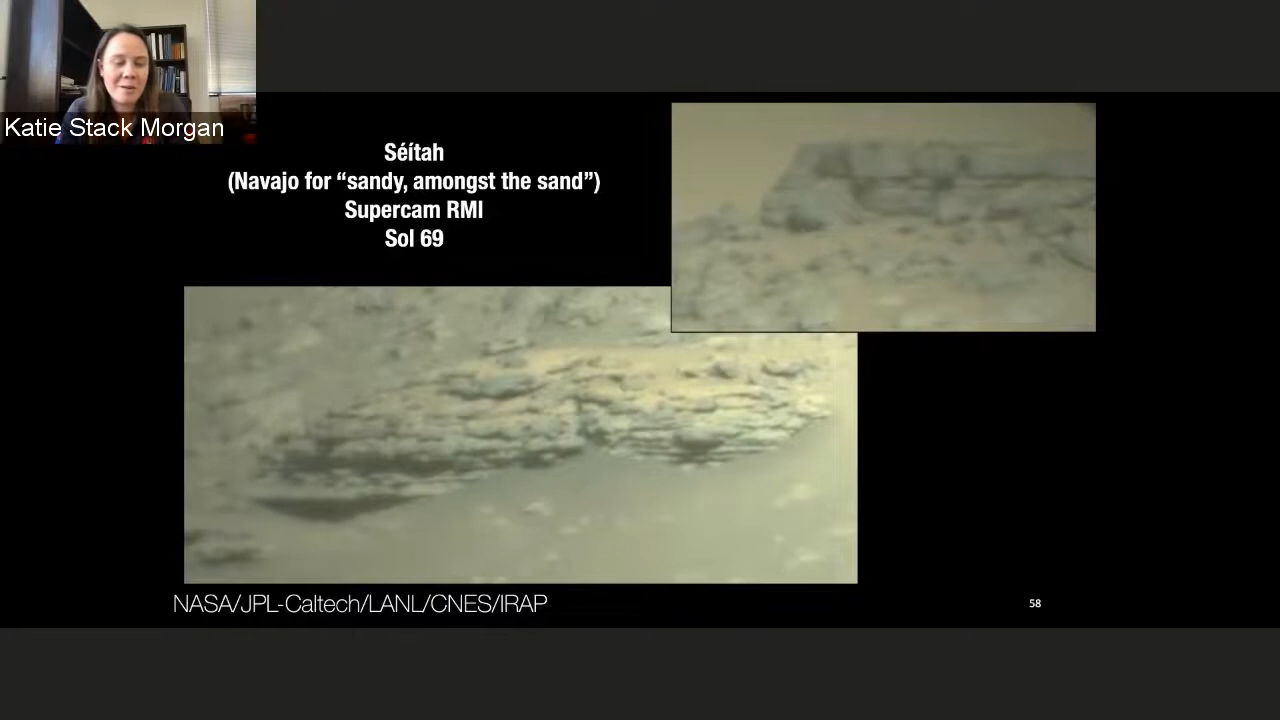 Katie Stack Morgan
Séítah
(Navajo for “sandy, amongst the sand”)
Supercam RMI
Sol 69
NASA/JPL-Caltech/LANL/CNES/IRAP
58